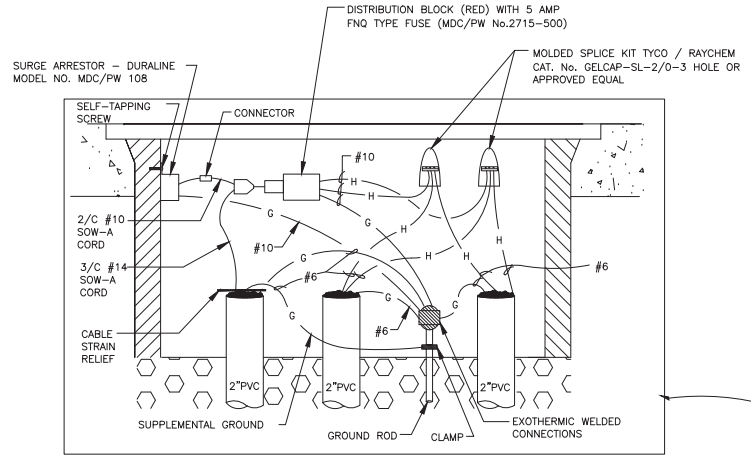 DISTRIBUTION BLOCK (RED) WITH 5 AMP
FNQ TYPE FUSE (MDC/PW No.2715-500)
MOLDED SPLICE KIT TYCO / RAYCHEM
CAT. No. GELCAP-SL-2/0-3 HOLE OR
APPROVED EQUAL
SURGE ARRESTOR - DURALINE
MODEL NO. MDC/PW 108
SELF-TAPPING
SCREW
CONNECTOR
#10
H
H
H
2/C #10
SOW-A
CORD
G
G
#10
H
H
H
H
3/C #14
SOW-A
CORD
G
#6
#6
G
G
G
#6
CABLE
STRAIN
RELIEF
2"PVC
2"PVC
2"PVC
SUPPLEMENTAL GROUND
GROUND ROD
CLAMP
EXOTHERMIC WELDED
CONNECTIONS